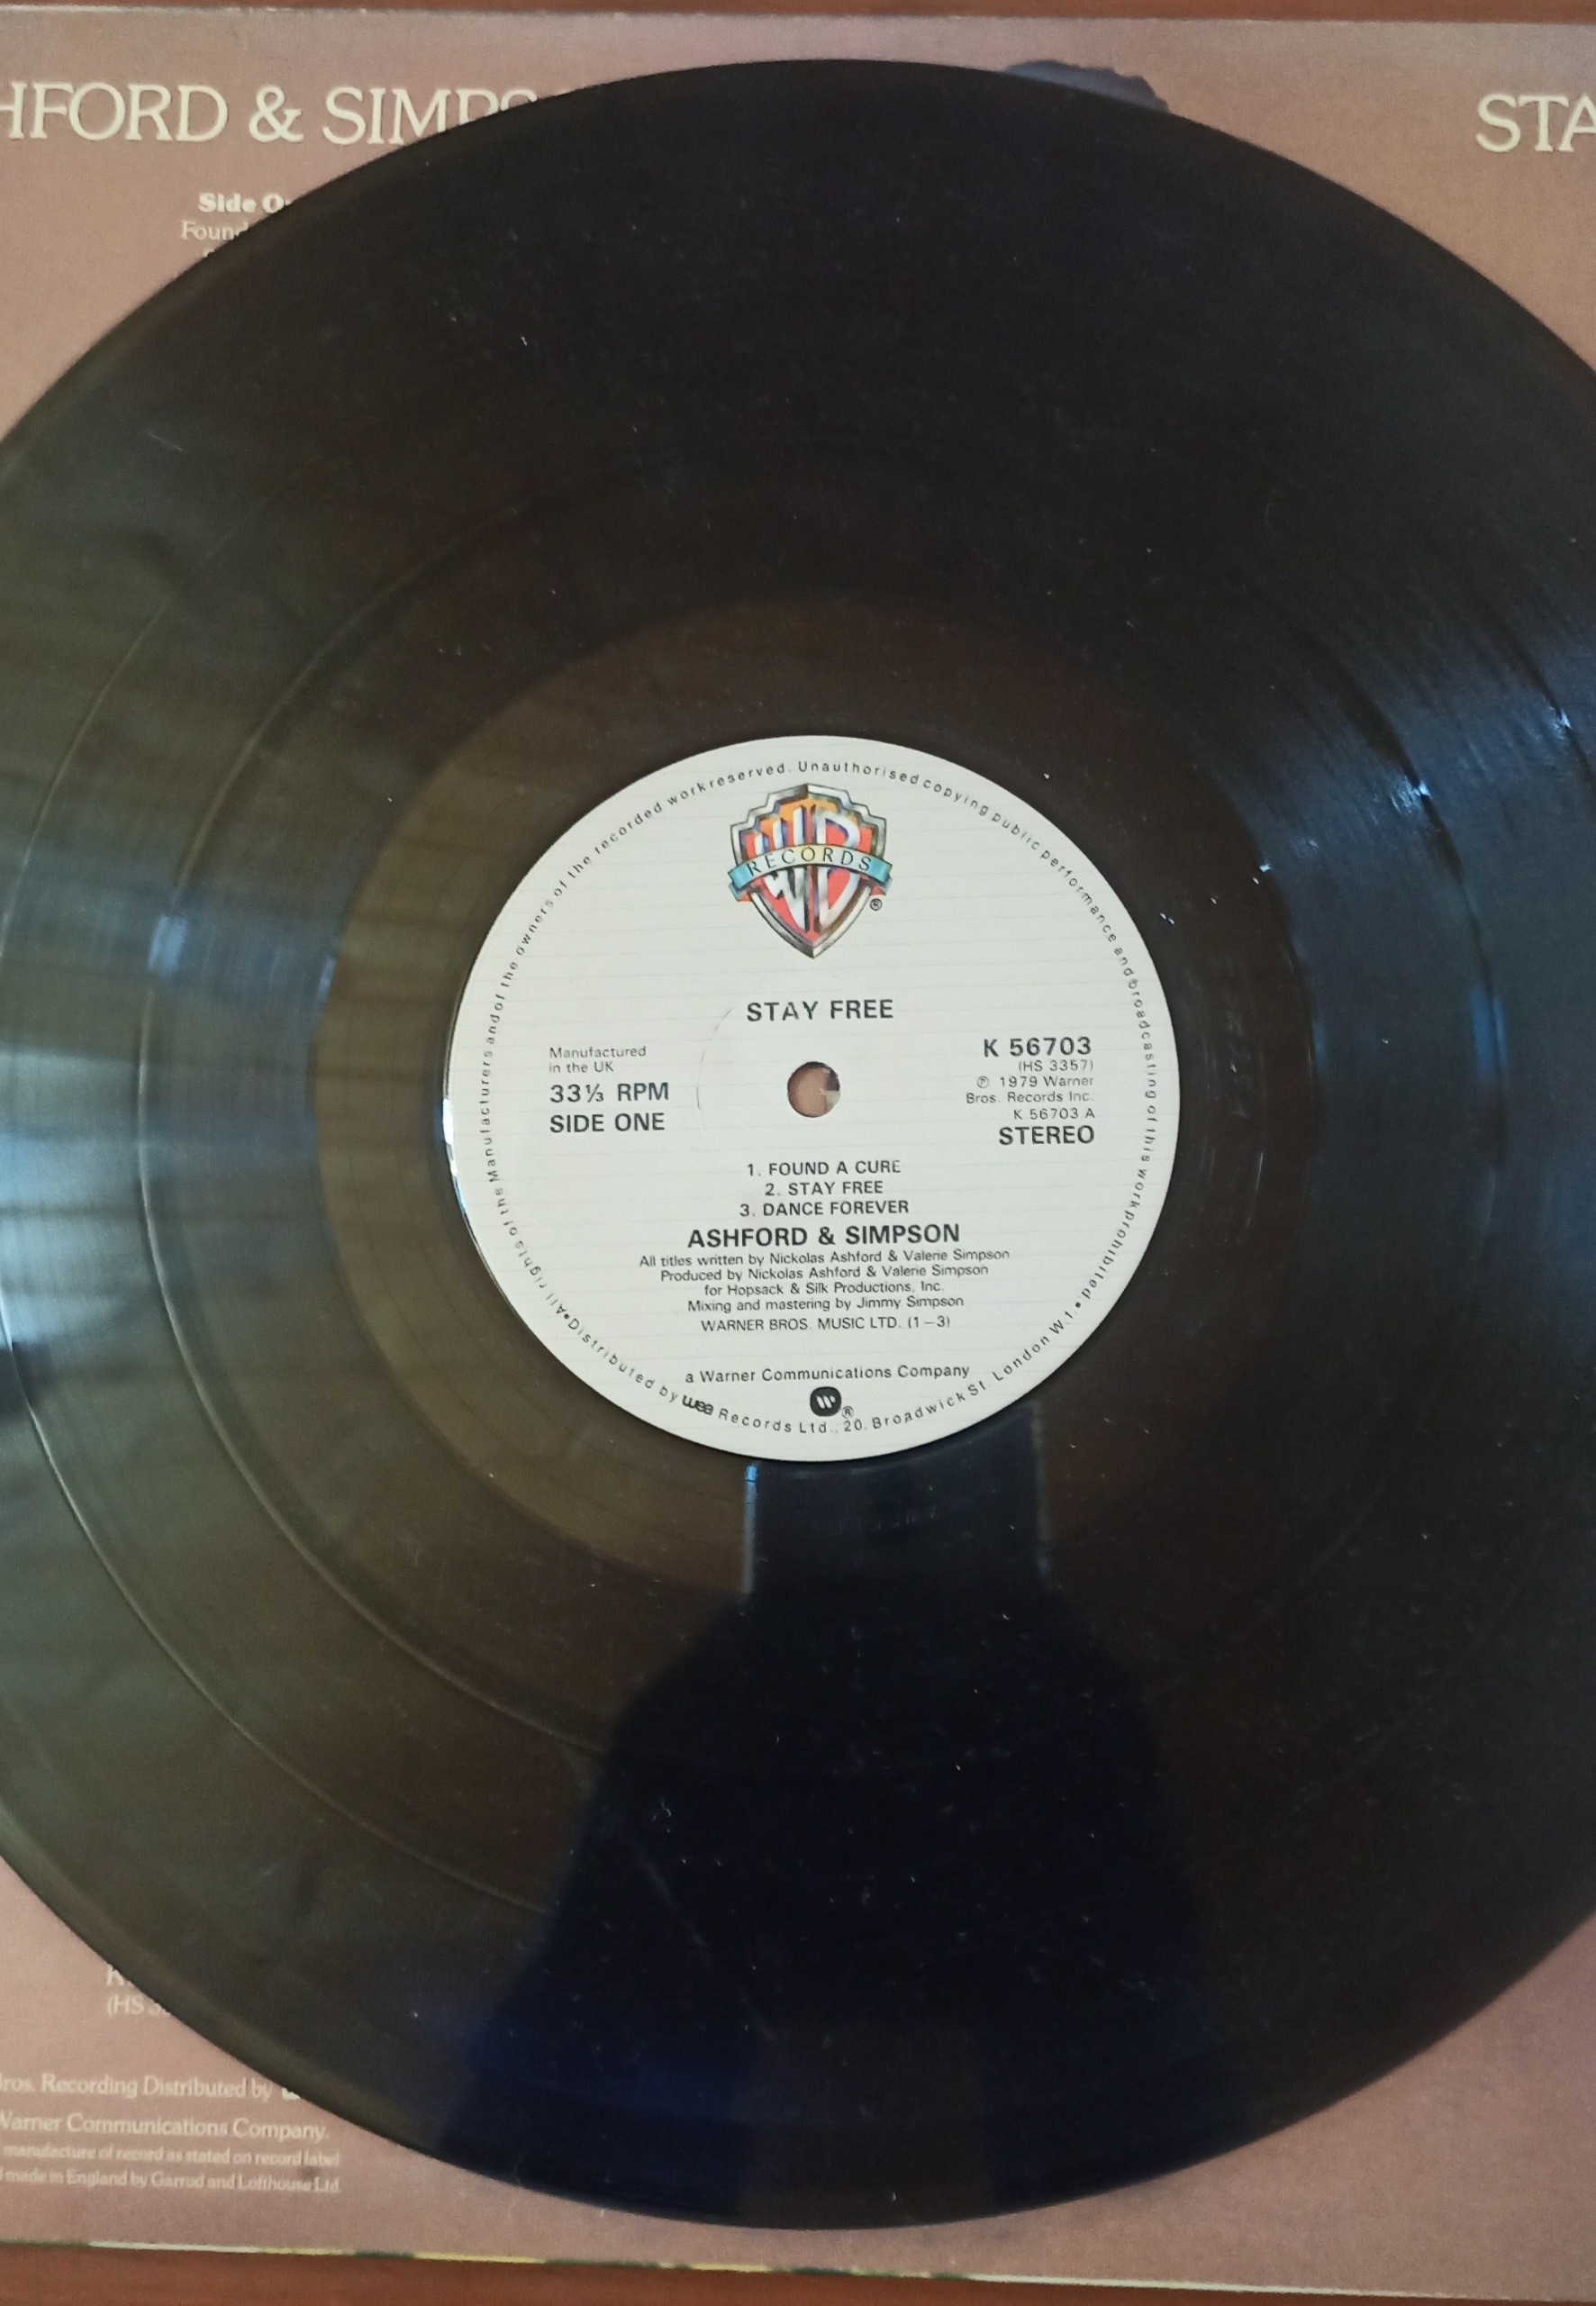 HFORD & SIMPS
STA
Side O
Found
RECORDS
®
STAY FREE
Manufactured
in the UK
33⅓ RPM
SIDE ONE
K 56703
(HS 3357)
℗ 1979 Warner
Bros. Records Inc.
K 56703 A
STEREO
1. FOUND A CURE
2. STAY FREE
3. DANCE FOREVER
ASHFORD & SIMPSON
All titles written by Nickolas Ashford & Valerie Simpson
Produced by Nickolas Ashford & Valerie Simpson
for Hopsack & Silk Productions, Inc.
Mixing and mastering by Jimmy Simpson
WARNER BROS. MUSIC LTD. (1–3)
a Warner Communications Company
®
All rights of the Manufacturers and of the owners of the recorded work reserved. Unauthorised copying public performance and broadcasting of this work prohibited • Distributed by wea Records Ltd., 20, Broadwick St. London W.1. •
K
(HS 3
ros. Recording Distributed by
Warner Communications Company.
manufacture of record as stated on record label
made in England by Garrod and Lofthouse Ltd.